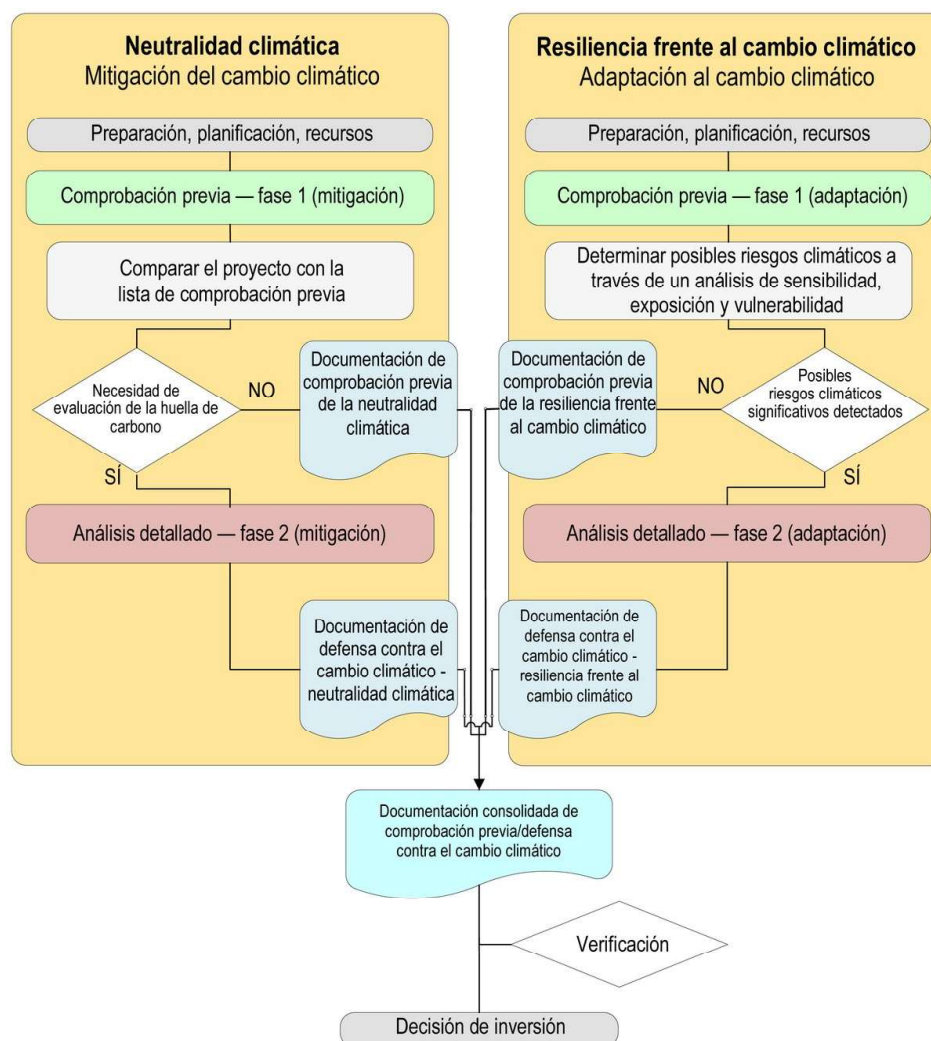 Neutralidad climática
Mitigación del cambio climático
Preparación, planificación, recursos
Comprobación previa — fase 1 (mitigación)
Comparar el proyecto con la
lista de comprobación previa
Necesidad de
evaluación de la huella de
carbono
NO
SÍ
Documentación de
comprobación previa
de la neutralidad
climática
Análisis detallado — fase 2 (mitigación)
Documentación de
defensa contra el
cambio climático -
neutralidad climática
Resiliencia frente al cambio climático
Adaptación al cambio climático
Preparación, planificación, recursos
Comprobación previa — fase 1 (adaptación)
Determinar posibles riesgos climáticos a
través de un análisis de sensibilidad,
exposición y vulnerabilidad
Documentación de
comprobación previa
de la resiliencia frente
al cambio climático
NO
Posibles
riesgos climáticos
significativos detectados
SÍ
Análisis detallado — fase 2 (adaptación)
Documentación de
defensa contra el
cambio climático -
resiliencia frente al
cambio climático
Documentación consolidada de
comprobación previa/defensa
contra el cambio climático
Verificación
Decisión de inversión